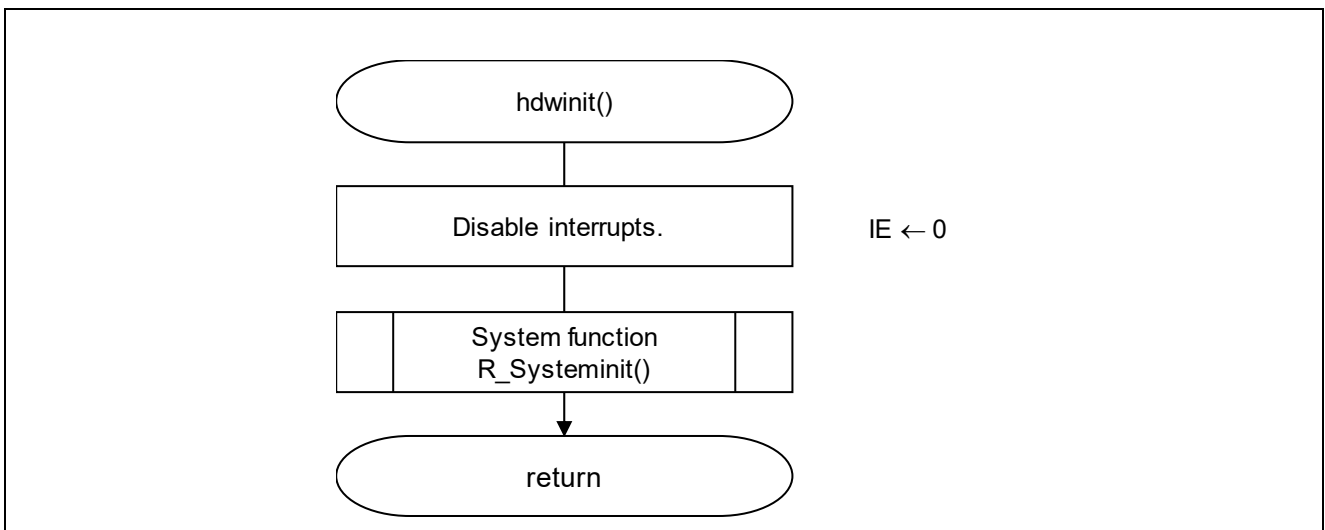 hdwinit()
Disable interrupts.
IE ← 0
System function
R_Systeminit()
return